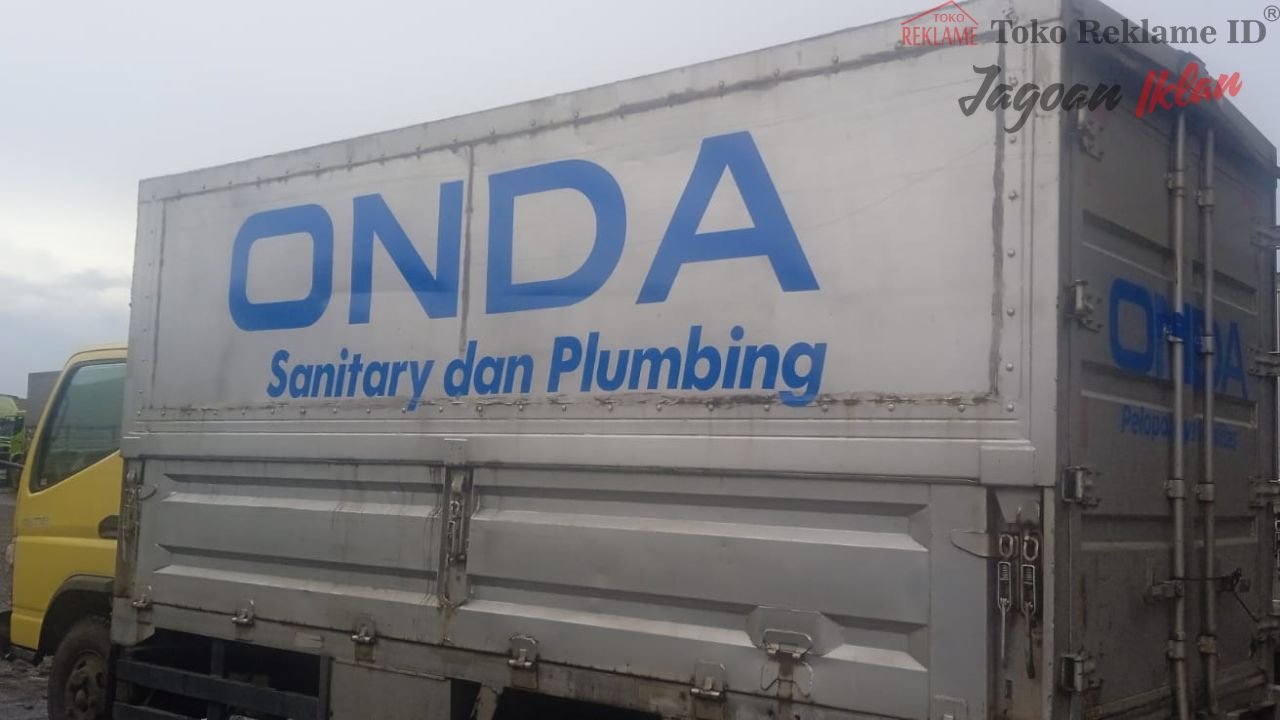 TOKO
REKLAME
Toko Reklame ID®
Jagoan Iklan
ONDA
Sanitary dan Plumbing
ONDA